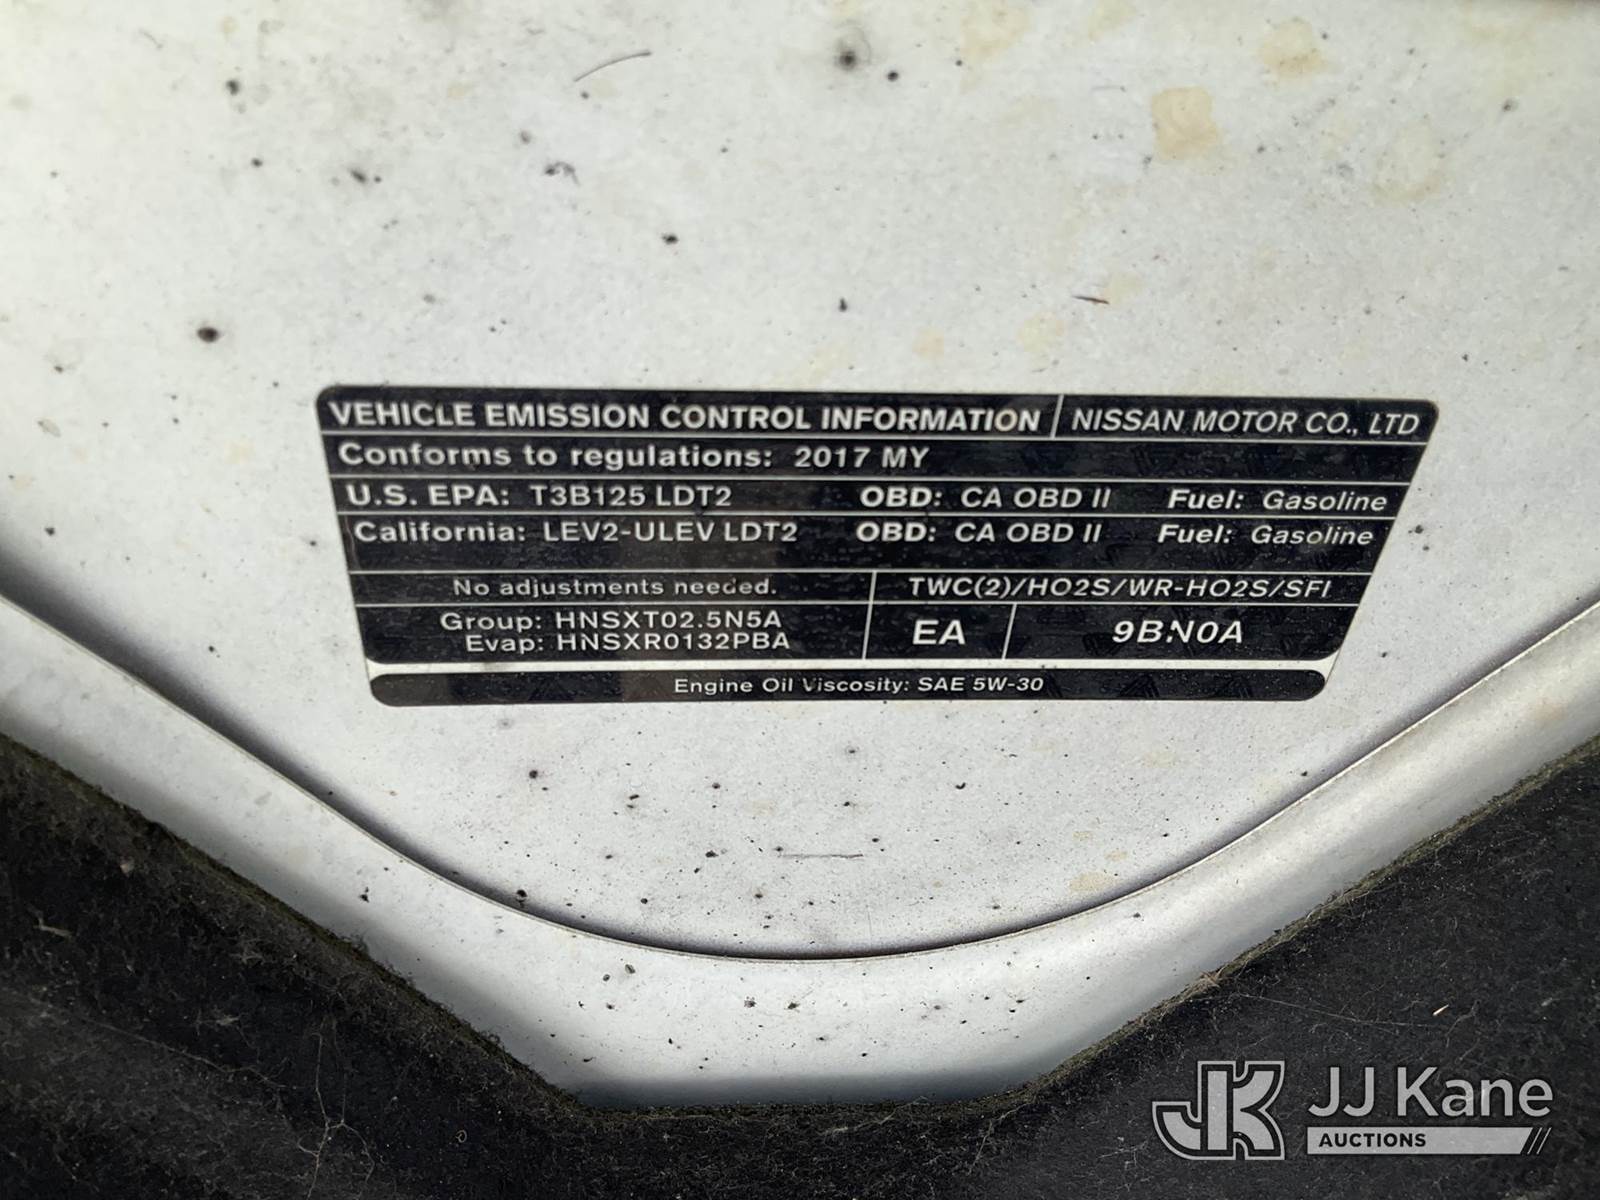 VEHICLE EMISSION CONTROL INFORMATION NISSAN MOTOR CO., LTD
Conforms to regulations: 2017 MY
U.S. EPA: T3B125 LDT2 OBD: CA OBD II Fuel: Gasoline
California: LEV2-ULEV LDT2 OBD: CA OBD II Fuel: Gasoline
No adjustments needed. TWC(2)/HO2S/WR-HO2S/SFI
Group: HNSXT02.5N5A
Evap: HNSXR0132PBA
EA 9BN0A
Engine Oil Viscosity: SAE 5W-30
JK JJ Kane
AUCTIONS